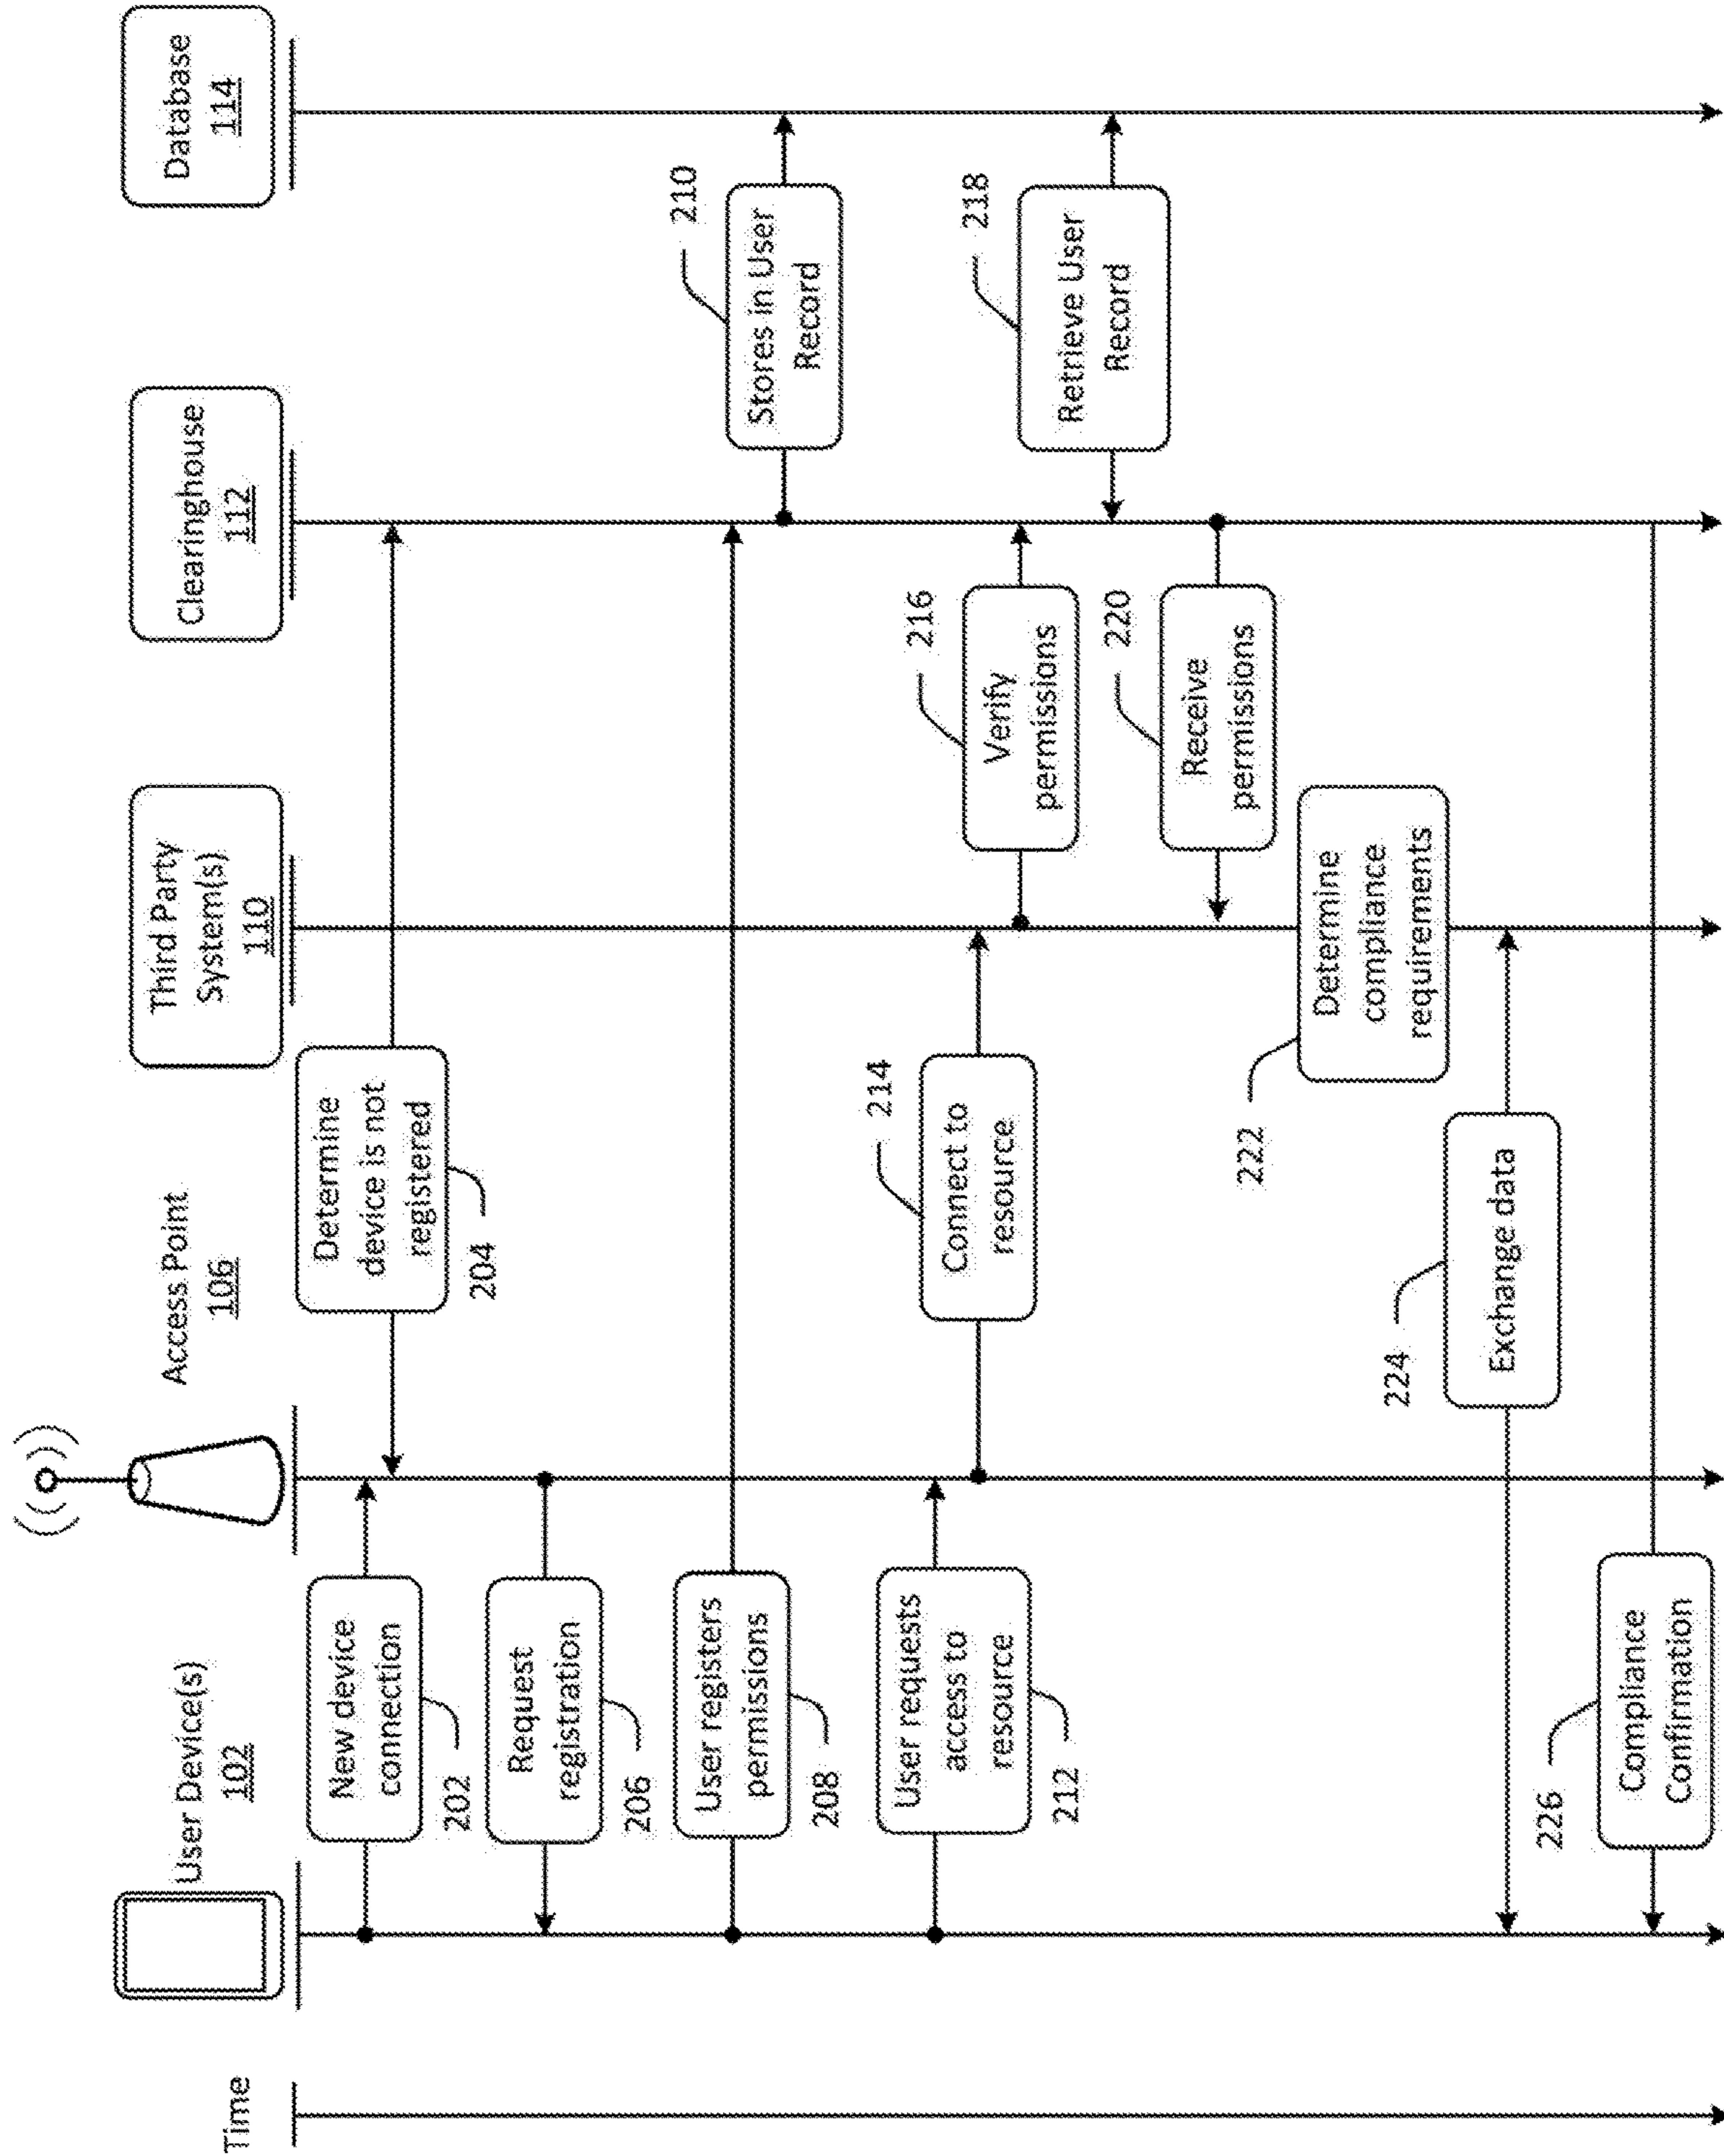 Time
User Device(s)
102
Access Point
106
Third Party
System(s)
110
Clearinghouse
112
Database
114
New device
connection
202
Determine
device is not
registered
204
Request
registration
206
User registers
permissions
208
Stores in User
Record
210
User requests
access to
resource
212
Connect to
resource
214
Verify
permissions
216
Retrieve User
Record
218
Receive
permissions
220
Determine
compliance
requirements
222
Exchange data
224
Compliance
Confirmation
226